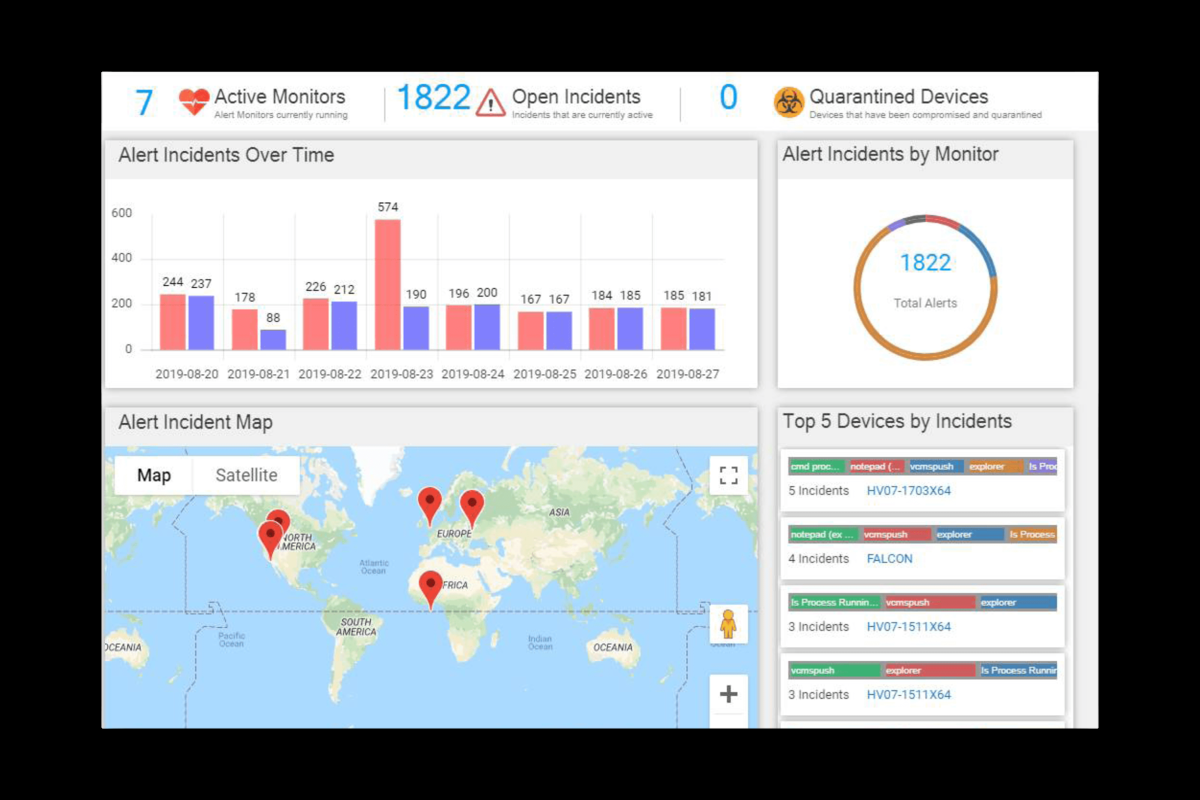 7 Active Monitors
Alert Monitors currently running
1822 Open Incidents
Incidents that are currently active
0 Quarantined Devices
Devices that have been compromised and quarantined
Alert Incidents Over Time
600
400
200
0
244 237
178 88
226 212
574 190
196 200
167 167
184 185
185 181
2019-08-20 2019-08-21 2019-08-22 2019-08-23 2019-08-24 2019-08-25 2019-08-26 2019-08-27
Alert Incidents by Monitor
1822
Total Alerts
Alert Incident Map
Map Satellite
ASIA
EUROPE
NORTH
AMERICA
Atlantic
Ocean
FRICA
SOUTH
AMERICA
Pacific
Ocean
Indian
Ocean
OCEANIA
OCEANIA
Top 5 Devices by Incidents
cmd proc... notepad (... vcmspush explorer Is Proc
5 Incidents HV07-1703X64
notepad (ex ... vcmspush explorer Is Process
4 Incidents FALCON
Is Process Runnin... vcmspush explorer
3 Incidents HV07-1511X64
vcmspush explorer Is Process Runnin
3 Incidents HV07-1511X64